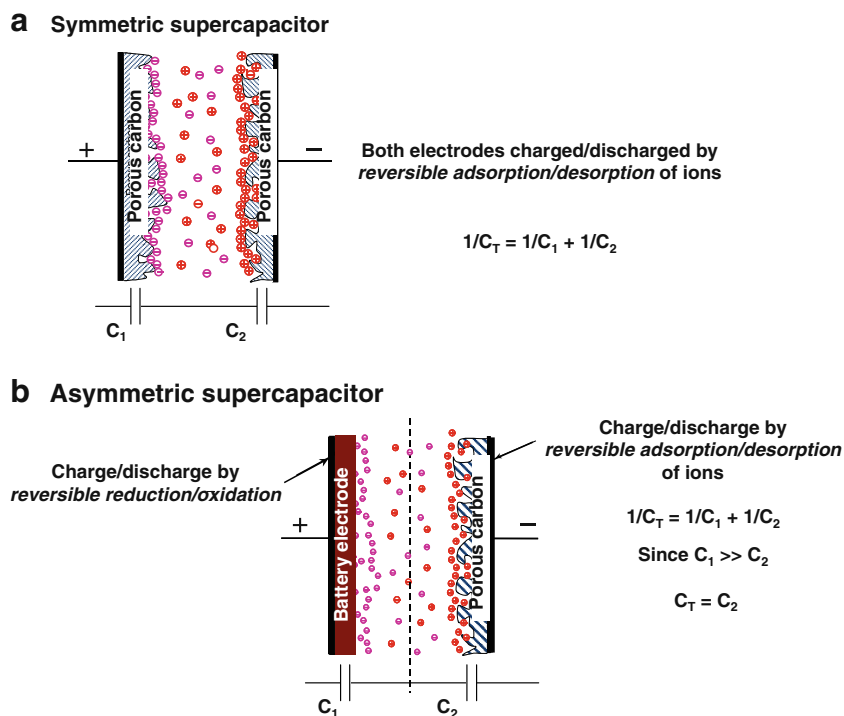 a Symmetric supercapacitor
Porous carbon
Porous carbon
+
−
Both electrodes charged/discharged by
reversible adsorption/desorption of ions
1/CT = 1/C1 + 1/C2
C1
C2
b Asymmetric supercapacitor
Charge/discharge by
reversible reduction/oxidation
Battery electrode
Porous carbon
+
−
Charge/discharge by
reversible adsorption/desorption
of ions
1/CT = 1/C1 + 1/C2
Since C1 >> C2
CT = C2
C1
C2